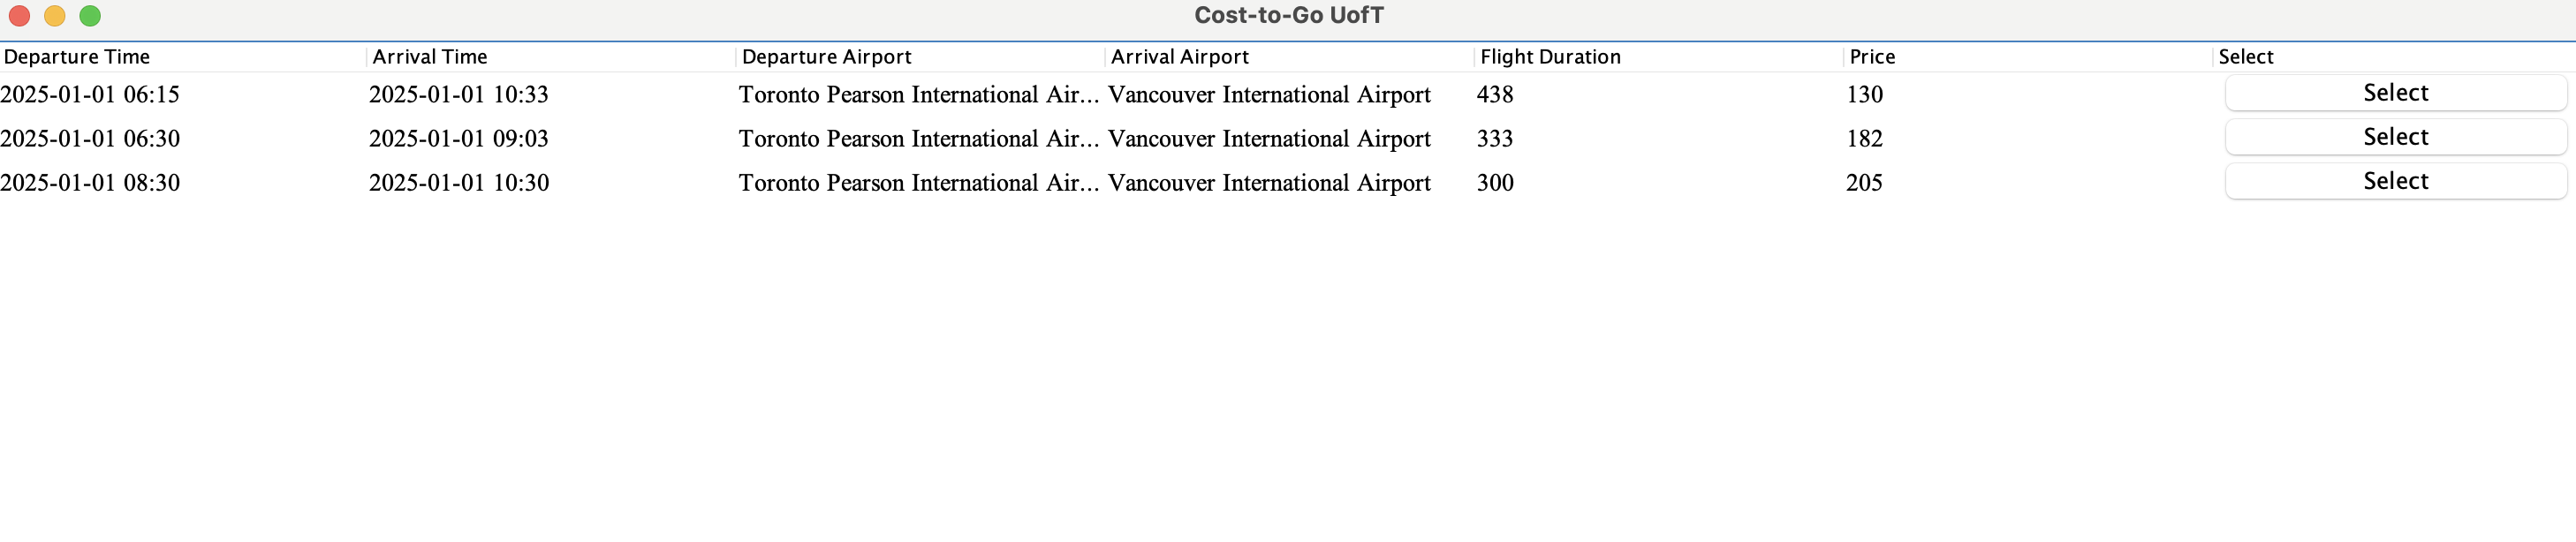 Cost-to-Go UofT
Departure Time Arrival Time Departure Airport Arrival Airport Flight Duration Price Select
2025-01-01 06:15 2025-01-01 10:33 Toronto Pearson International Air... Vancouver International Airport 438 130 Select
2025-01-01 06:30 2025-01-01 09:03 Toronto Pearson International Air... Vancouver International Airport 333 182 Select
2025-01-01 08:30 2025-01-01 10:30 Toronto Pearson International Air... Vancouver International Airport 300 205 Select